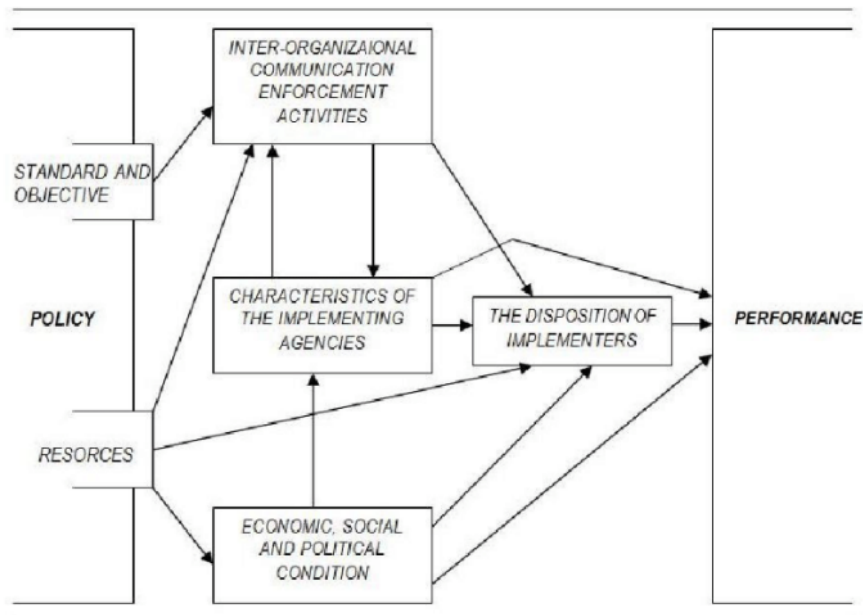 INTER-ORGANIZAIONAL
COMMUNICATION
ENFORCEMENT
ACTIVITIES
STANDARD AND
OBJECTIVE
POLICY
CHARACTERISTICS OF
THE IMPLEMENTING
AGENCIES
THE DISPOSITION OF
IMPLEMENTERS
PERFORMANCE
RESORCES
ECONOMIC, SOCIAL
AND POLITICAL
CONDITION